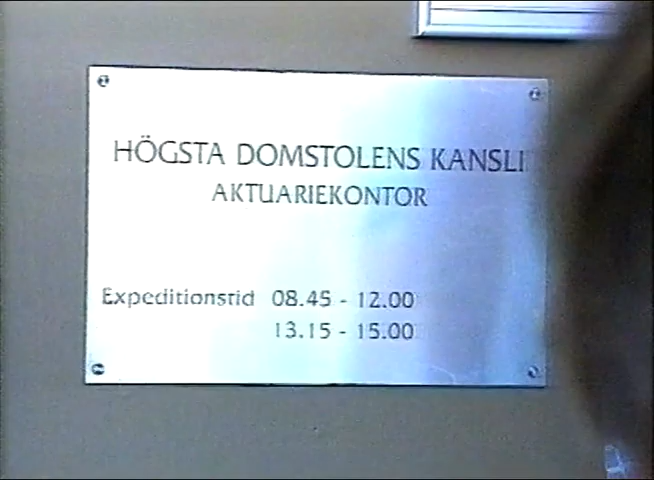 HÖGSTA DOMSTOLENS KANSLI
AKTUARIEKONTOR
Expeditionstid 08.45 - 12.00
13.15 - 15.00